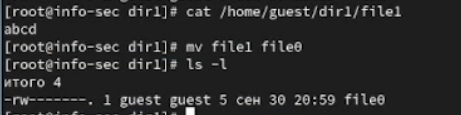 [root@info-sec dir1]# cat /home/guest/dir1/file1
abcd
[root@info-sec dir1]# mv file1 file0
[root@info-sec dir1]# ls -l
итого 4
-rw-------. 1 guest guest 5 сен 30 20:59 file0
[root@info-sec dir1]#